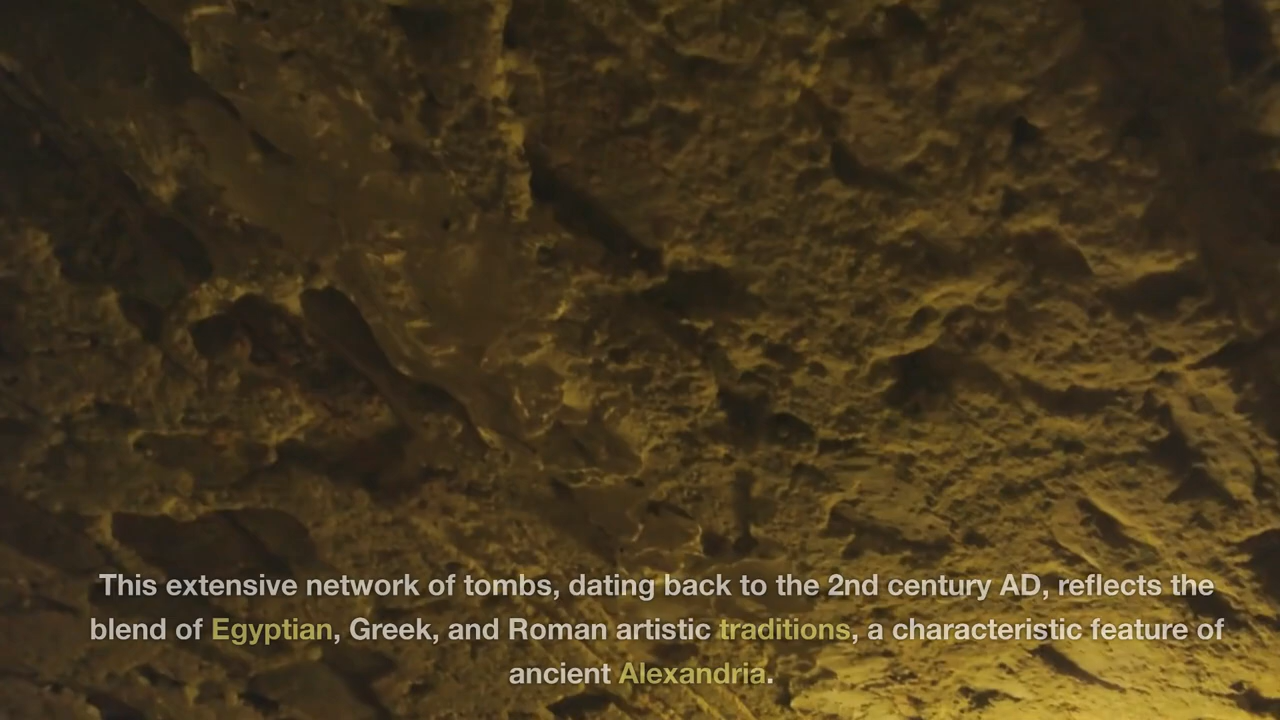 This extensive network of tombs, dating back to the 2nd century AD, reflects the
blend of Egyptian, Greek, and Roman artistic traditions, a characteristic feature of
ancient Alexandria.